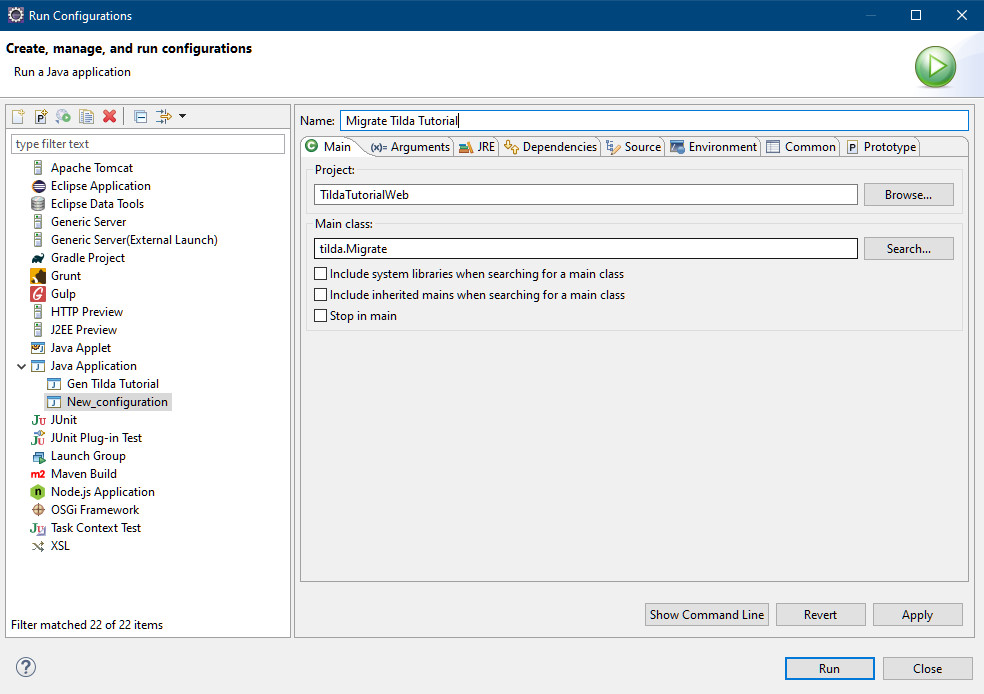 Run Configurations
Create, manage, and run configurations
Run a Java application
type filter text
Apache Tomcat
Eclipse Application
Eclipse Data Tools
Generic Server
Generic Server(External Launch)
Gradle Project
Grunt
Gulp
HTTP Preview
J2EE Preview
Java Applet
Java Application
Gen Tilda Tutorial
New_configuration
JUnit
JUnit Plug-in Test
Launch Group
Maven Build
Node.js Application
OSGi Framework
Task Context Test
XSL
Filter matched 22 of 22 items
Name: Migrate Tilda Tutorial
Main (x)= Arguments JRE Dependencies Source Environment Common Prototype
Project:
TildaTutorialWeb Browse...
Main class:
tilda.Migrate Search...
Include system libraries when searching for a main class
Include inherited mains when searching for a main class
Stop in main
Show Command Line Revert Apply
? Run Close